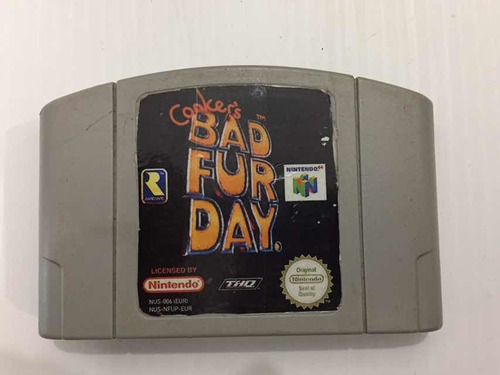 Conker's
BAD
FUR
DAY.
TM
NINTENDO 64
N
R
RAREWARE
LICENSED BY
Nintendo
THQ
NUS-006 (EUR)
NUS-NFUP-EUR
Original
Nintendo
Seal of
Quality